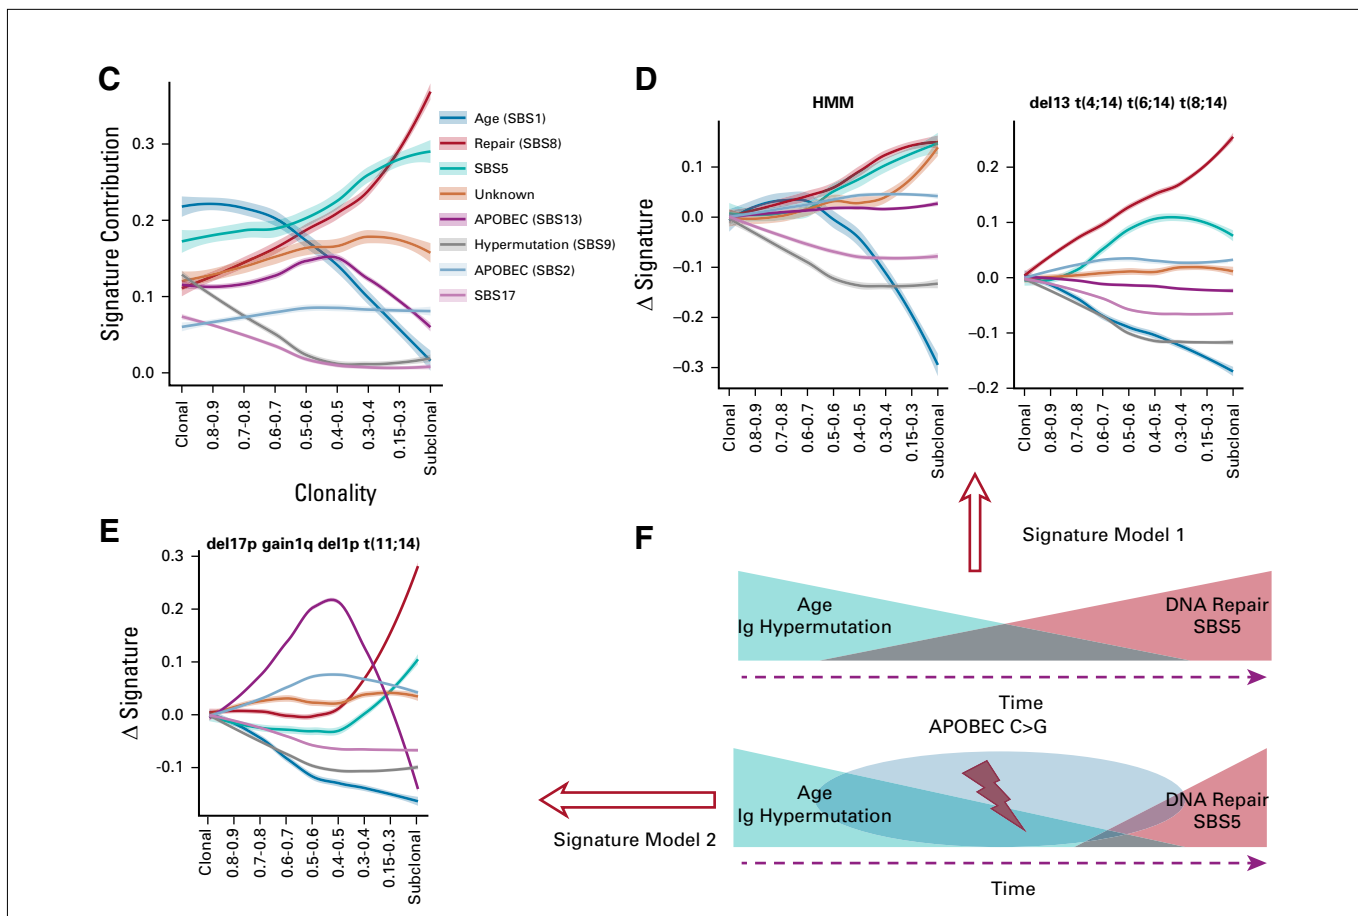 C
Signature Contribution
0.3
0.2
0.1
0.0
Clonal
0.8-0.9
0.7-0.8
0.6-0.7
0.5-0.6
0.4-0.5
0.3-0.4
0.15-0.3
Subclonal
Clonality
Age (SBS1)
Repair (SBS8)
SBS5
Unknown
APOBEC (SBS13)
Hypermutation (SBS9)
APOBEC (SBS2)
SBS17
D
HMM
Δ Signature
0.1
0.0
−0.1
−0.2
−0.3
Clonal
0.8-0.9
0.7-0.8
0.6-0.7
0.5-0.6
0.4-0.5
0.3-0.4
0.15-0.3
Subclonal
del13 t(4;14) t(6;14) t(8;14)
0.2
0.1
0.0
−0.1
−0.2
Clonal
0.8-0.9
0.7-0.8
0.6-0.7
0.5-0.6
0.4-0.5
0.3-0.4
0.15-0.3
Subclonal
E
del17p gain1q del1p t(11;14)
Δ Signature
0.3
0.2
0.1
0.0
-0.1
Clonal
0.8-0.9
0.7-0.8
0.6-0.7
0.5-0.6
0.4-0.5
0.3-0.4
0.15-0.3
Subclonal
F
Signature Model 1
Age
Ig Hypermutation
DNA Repair
SBS5
Time
APOBEC C>G
Age
Ig Hypermutation
DNA Repair
SBS5
Signature Model 2
Time